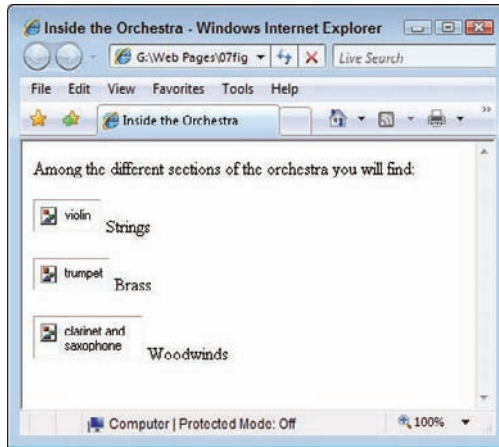 Inside the Orchestra - Windows Internet Explorer
G:\Web Pages\07fig
Live Search
File Edit View Favorites Tools Help
Inside the Orchestra
Among the different sections of the orchestra you will find:
violin Strings
trumpet Brass
clarinet and
saxophone Woodwinds
Computer | Protected Mode: Off 100%